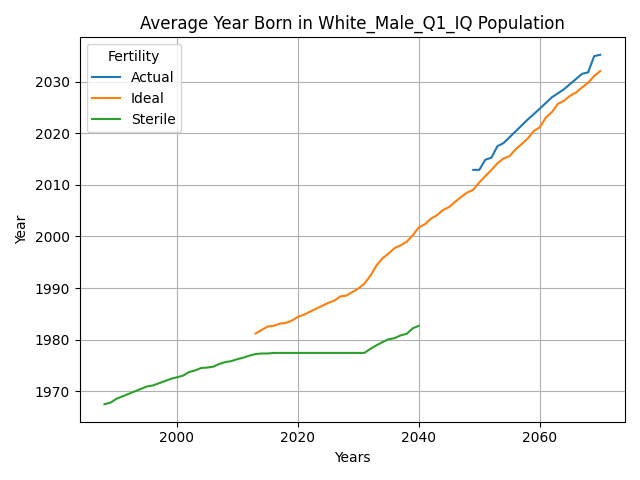 Average Year Born in White_Male_Q1_IQ Population
Fertility
Actual
Ideal
Sterile
Year
2030
2020
2010
2000
1990
1980
1970
2000
2020
2040
2060
Years